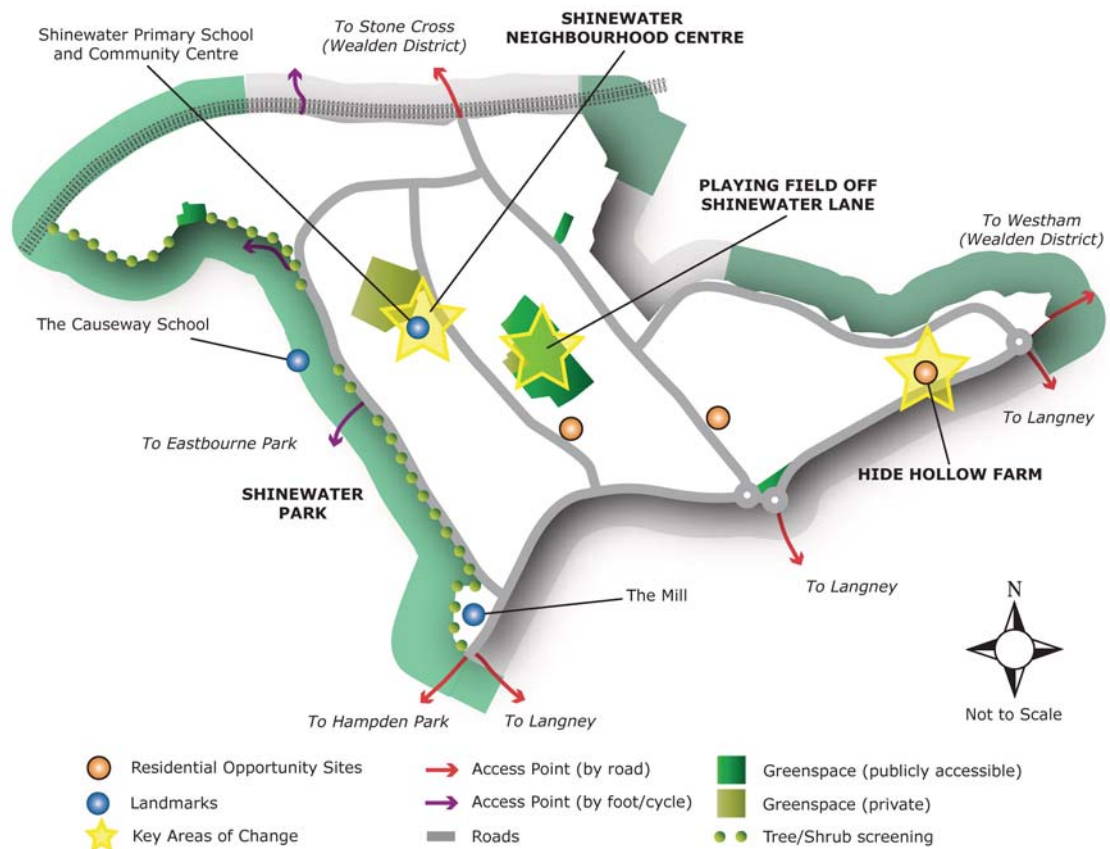 SHINEWATER
NEIGHBOURHOOD CENTRE
To Stone Cross
(Wealden District)
Shinewater Primary School
and Community Centre
PLAYING FIELD OFF
SHINEWATER LANE
To Westham
(Wealden District)
The Causeway School
To Langney
To Eastbourne Park
HIDE HOLLOW FARM
SHINEWATER
PARK
To Langney
The Mill
N
To Hampden Park
To Langney
Not to Scale
Residential Opportunity Sites
Landmarks
Key Areas of Change
Access Point (by road)
Access Point (by foot/cycle)
Roads
Greenspace (publicly accessible)
Greenspace (private)
Tree/Shrub screening